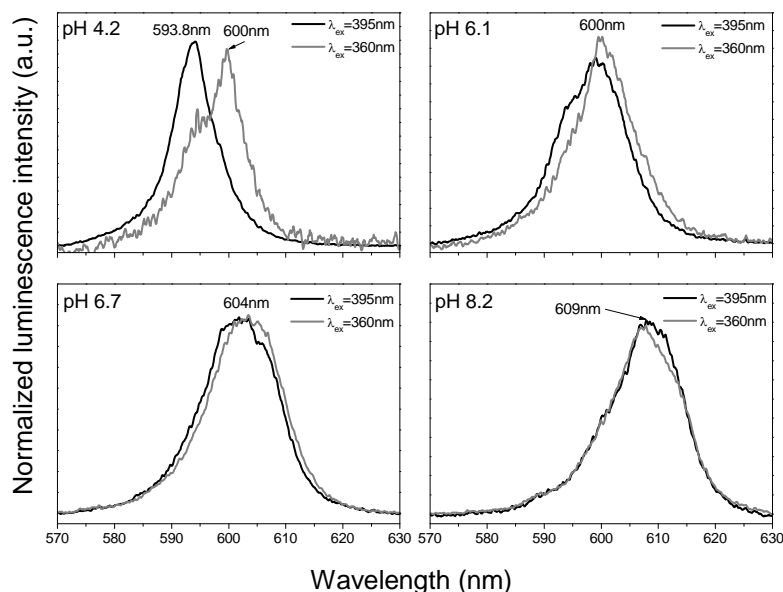 Normalized luminescence intensity (a.u.)
pH 4.2
593.8nm
600nm
λex=395nm
λex=360nm
pH 6.1
600nm
λex=395nm
λex=360nm
pH 6.7
604nm
λex=395nm
λex=360nm
570 580 590 600 610 620 630
pH 8.2
609nm
λex=395nm
λex=360nm
570 580 590 600 610 620 630
Wavelength (nm)